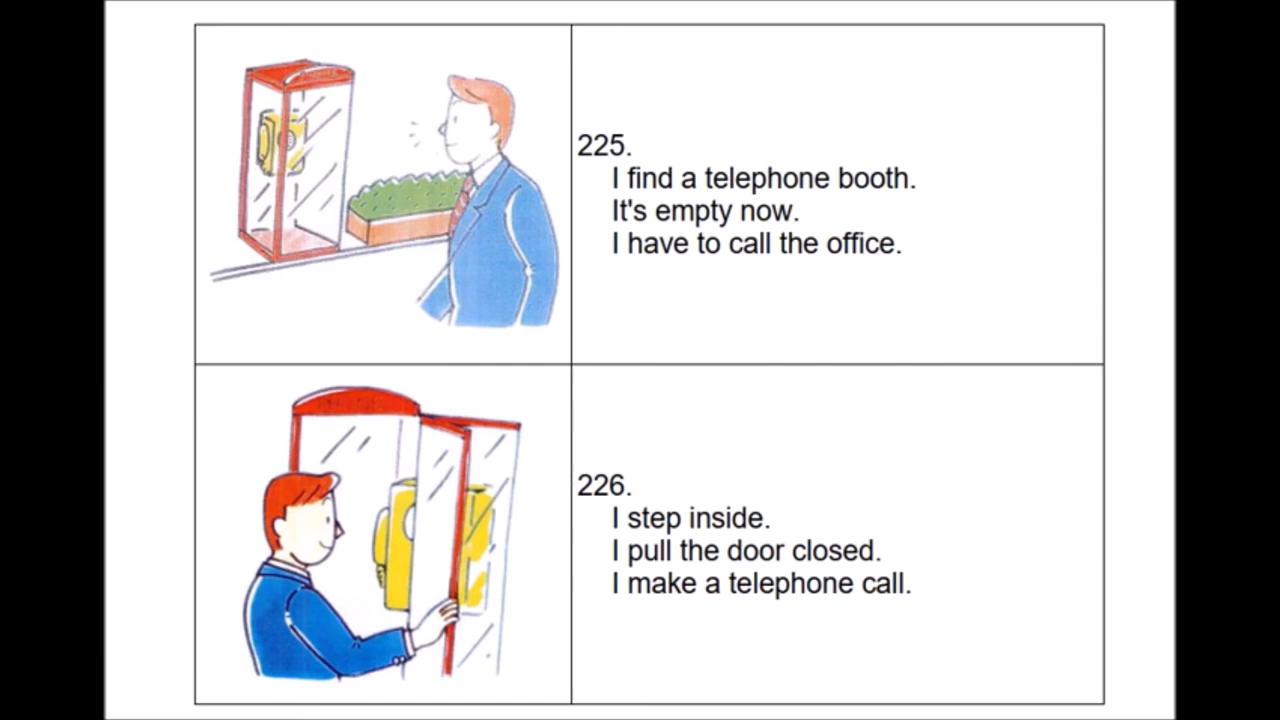 225.
I find a telephone booth.
It's empty now.
I have to call the office.
226.
I step inside.
I pull the door closed.
I make a telephone call.